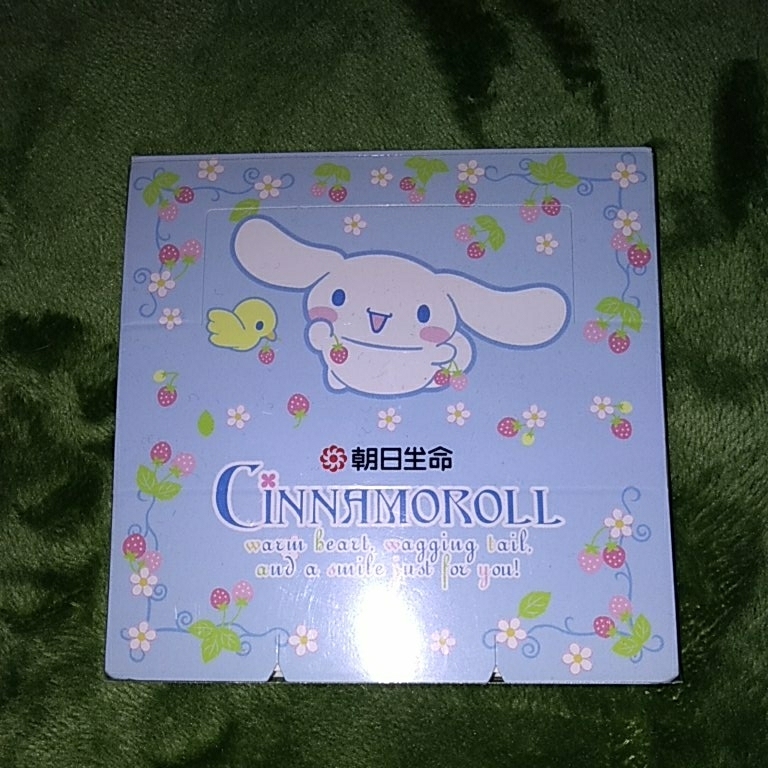 朝日生命
CINNAMOROLL
warm heart, wagging tail,
and a smile just for you!